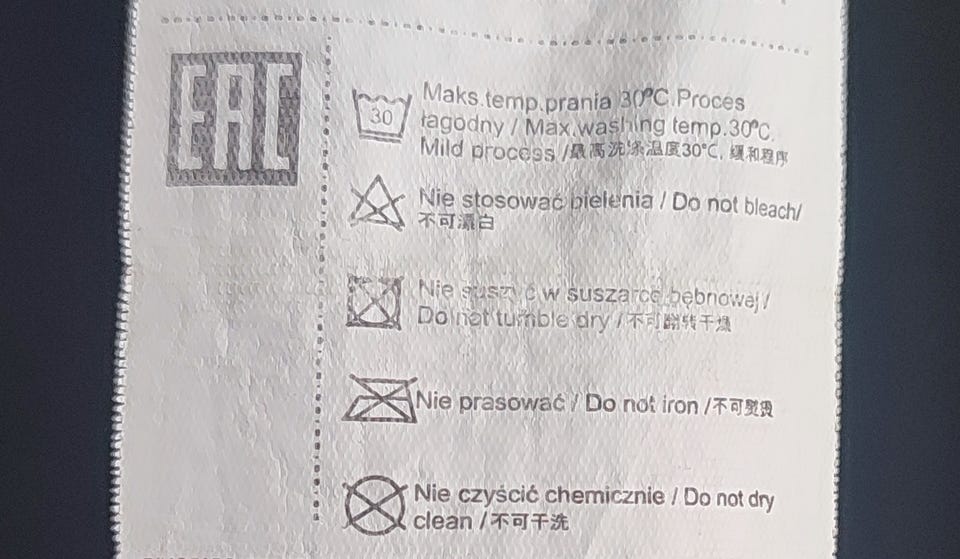 EAC
30
Maks.temp.prania 30ºC.Proces
łagodny / Max.washing temp.30ºC.
Mild process /最高洗涤温度30℃, 缓和程序
Nie stosować bielenia / Do not bleach/
不可漂白
Nie suszyć w suszarce bębnowej /
Do not tumble dry / 不可翻转干燥
Nie prasować / Do not iron /不可熨烫
Nie czyścić chemicznie / Do not dry
clean / 不可干洗